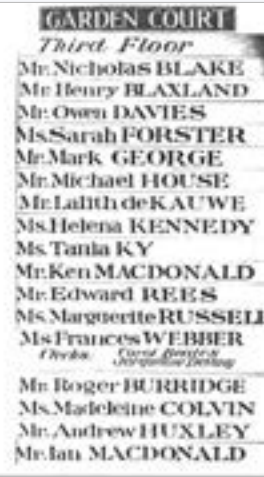 GARDEN COURT
Third Floor
Mr. Nicholas BLAKE
Mr. Henry BLAXLAND
Mr. Owen DAVIES
Ms. Sarah FORSTER
Mr. Mark GEORGE
Mr. Michael HOUSE
Mr. Lalith de KAUWE
Ms. Helena KENNEDY
Ms. Tania KY
Mr. Ken MACDONALD
Mr. Edward REES
Ms. Marguerite RUSSELL
Ms Frances WEBBER
Clerks.
Mr. Roger BURRIDGE
Ms. Madeleine COLVIN
Mr. Andrew HUXLEY
Mr. Ian MACDONALD